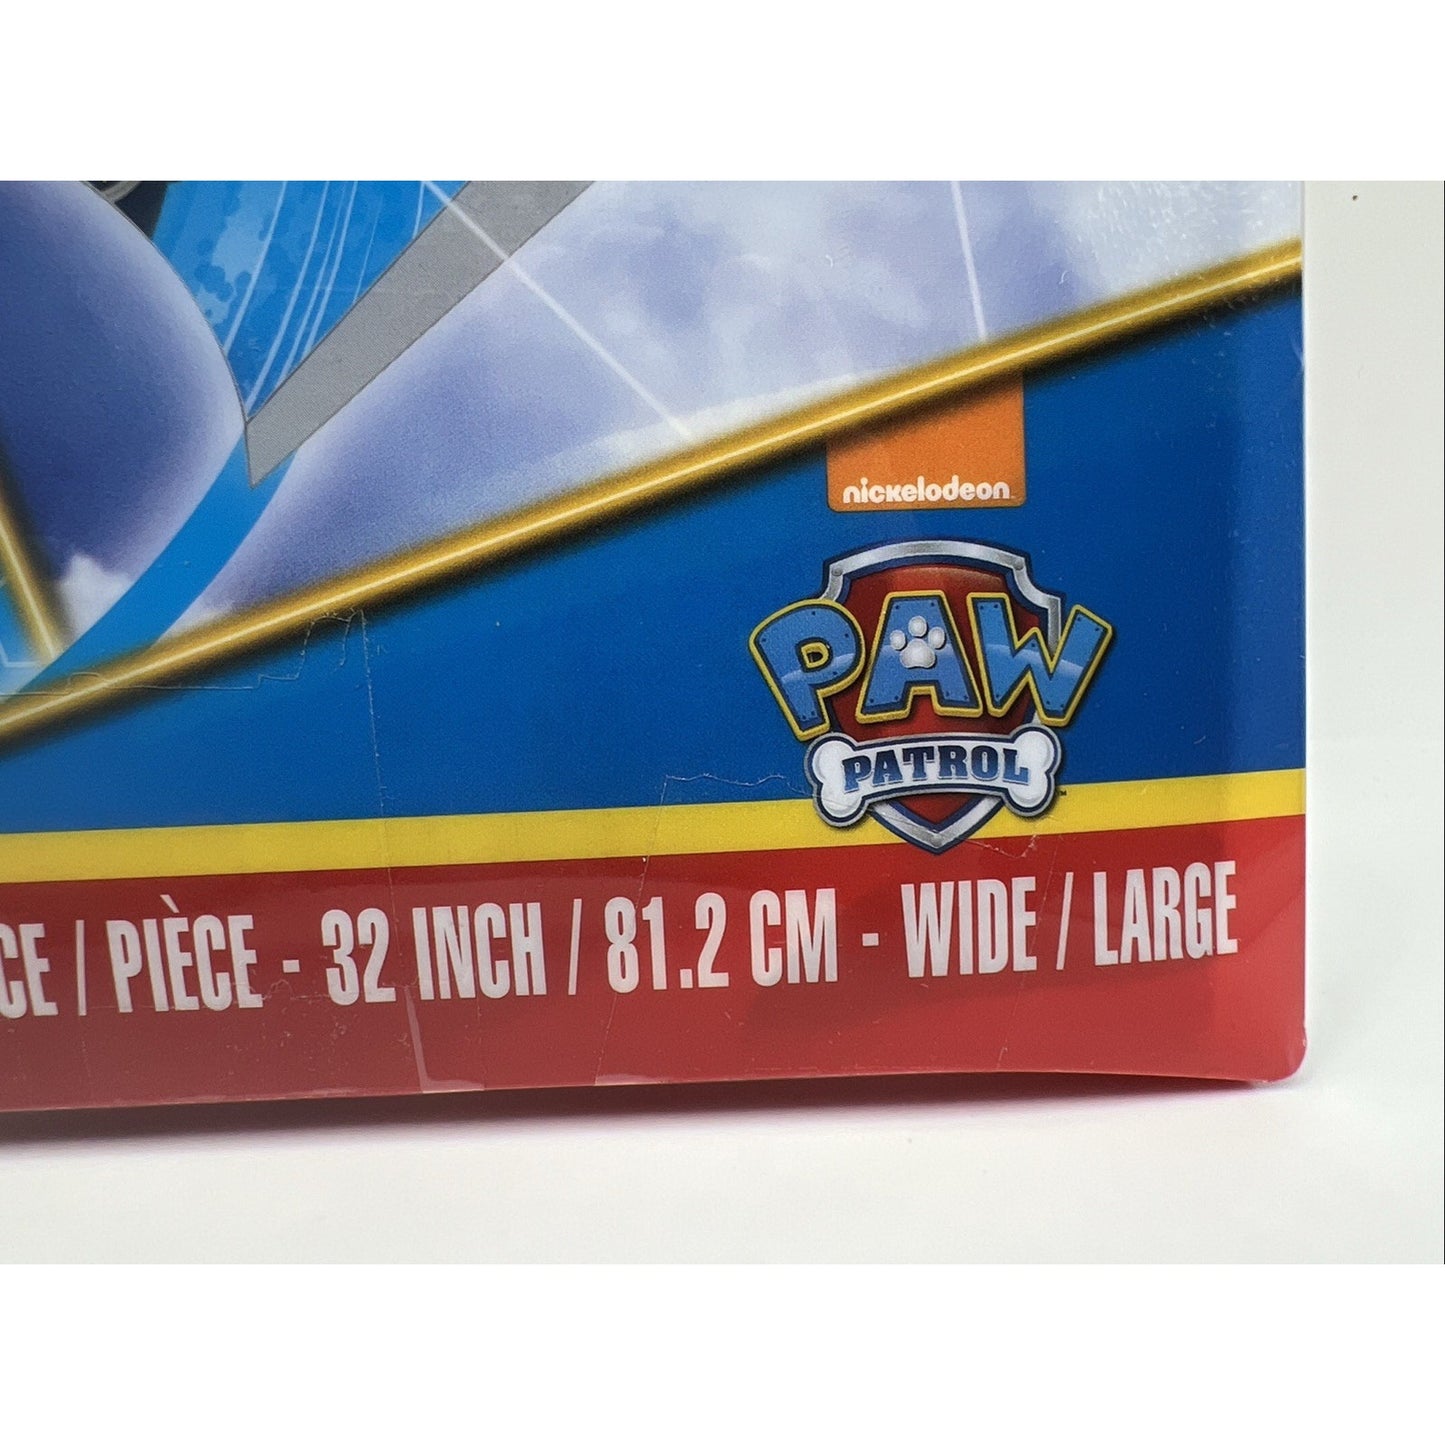 nickelodeon
PAW
PATROL
CE / PIÈCE - 32 INCH / 81.2 CM - WIDE / LARGE